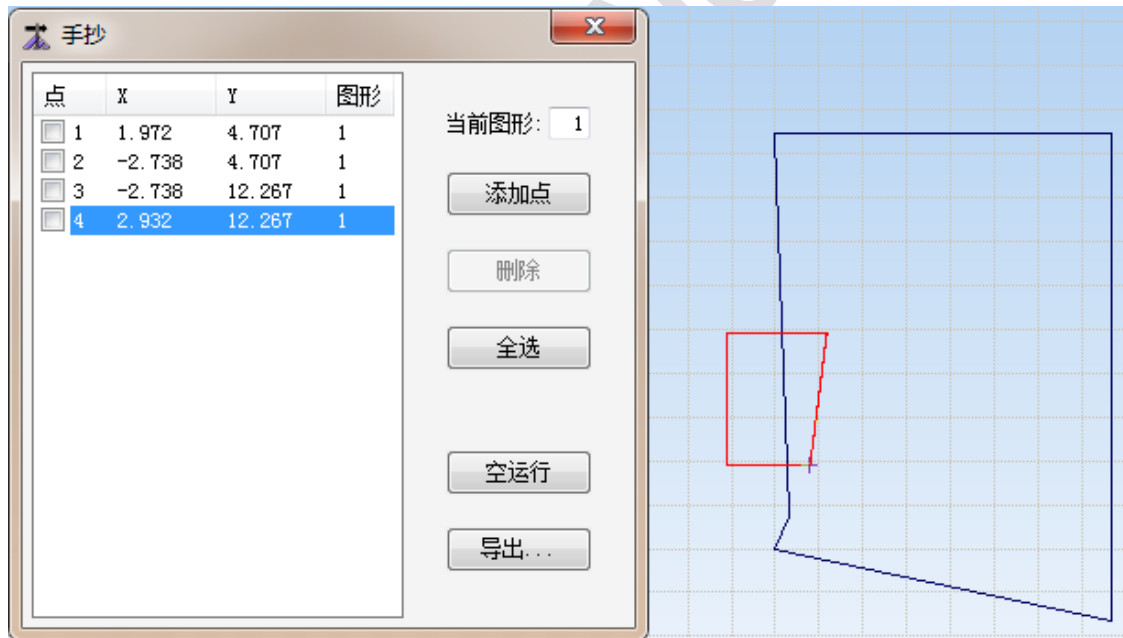 手抄
点 X Y 图形
1 1.972 4.707 1
2 -2.738 4.707 1
3 -2.738 12.267 1
4 2.932 12.267 1
当前图形: 1
添加点
删除
全选
空运行
导出...